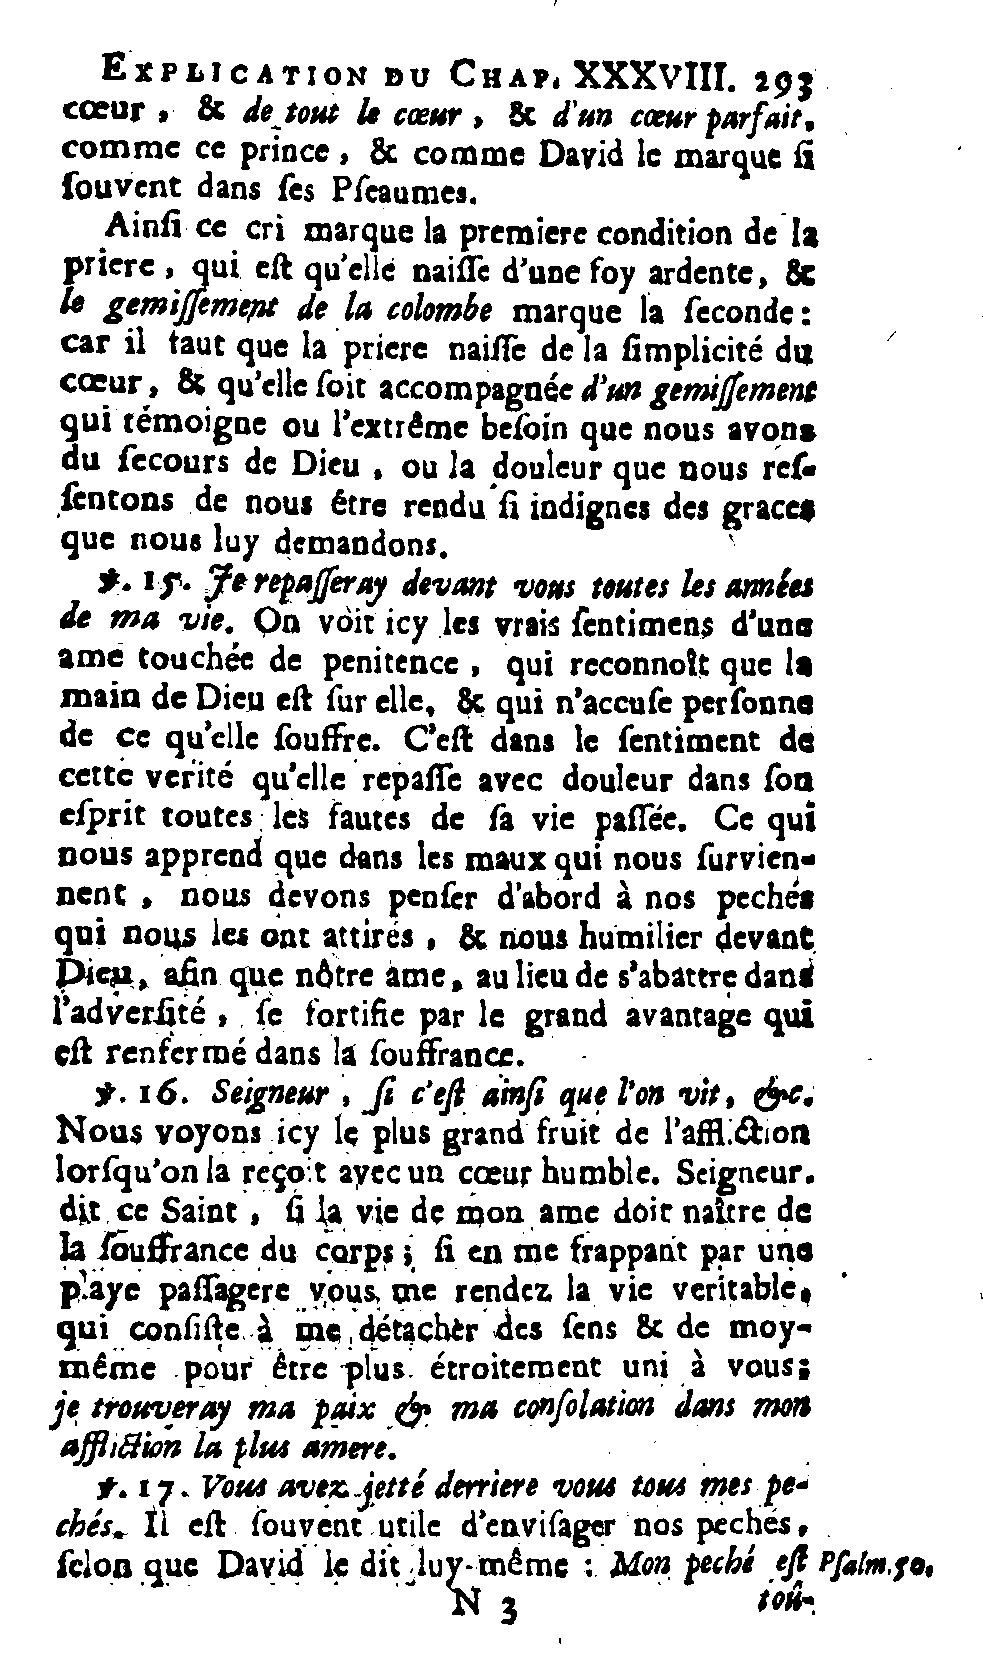 EXPLICATION DU CHAP. XXXVIII. 293
cœur, & de tout le cœur, & d'un cœur parfait,
comme ce prince, & comme David le marque ſi
ſouvent dans ſes Pſeaumes.
Ainſi ce cri marque la premiere condition de la
priere, qui eſt qu'elle naiſſe d'une foy ardente, &
le gemiſſement de la colombe marque la ſeconde:
car il faut que la priere naiſſe de la ſimplicité du
cœur, & qu'elle ſoit accompagnée d'un gemiſſement
qui témoigne ou l'extrême beſoin que nous avons
du ſecours de Dieu, ou la douleur que nous reſ-
ſentons de nous être rendu ſi indignes des graces
que nous luy demandons.
℣. 15. Je repaſſeray devant vous toutes les années
de ma vie. On voit icy les vrais ſentimens d'une
ame touchée de penitence, qui reconnoît que la
main de Dieu eſt ſur elle, & qui n'accuſe perſonne
de ce qu'elle ſouffre. C'eſt dans le ſentiment de
cette verité qu'elle repaſſe avec douleur dans ſon
eſprit toutes les fautes de ſa vie paſſée. Ce qui
nous apprend que dans les maux qui nous ſurvien-
nent, nous devons penſer d'abord à nos pechés
qui nous les ont attirés, & nous humilier devant
Dieu, afin que nôtre ame, au lieu de s'abattre dans
l'adverſité, ſe fortifie par le grand avantage qui
eſt renfermé dans la ſouffrance.
℣. 16. Seigneur, ſi c'eſt ainſi que l'on vit, &c.
Nous voyons icy le plus grand fruit de l'affliction
lorſqu'on la reçoit avec un cœur humble. Seigneur,
dit ce Saint, ſi la vie de mon ame doit naître de
la ſouffrance du corps; ſi en me frappant par une
playe paſſagere vous me rendez la vie veritable,
qui conſiſte à me détacher des ſens & de moy-
même pour être plus étroitement uni à vous;
je trouveray ma paix & ma conſolation dans mon
affliction la plus amere.
℣. 17. Vous avez jetté derriere vous tous mes pe-
chés. Il eſt ſouvent utile d'enviſager nos pechés,
ſelon que David le dit luy-même : Mon peché eſt Pſalm. 50.
N 3 toû-